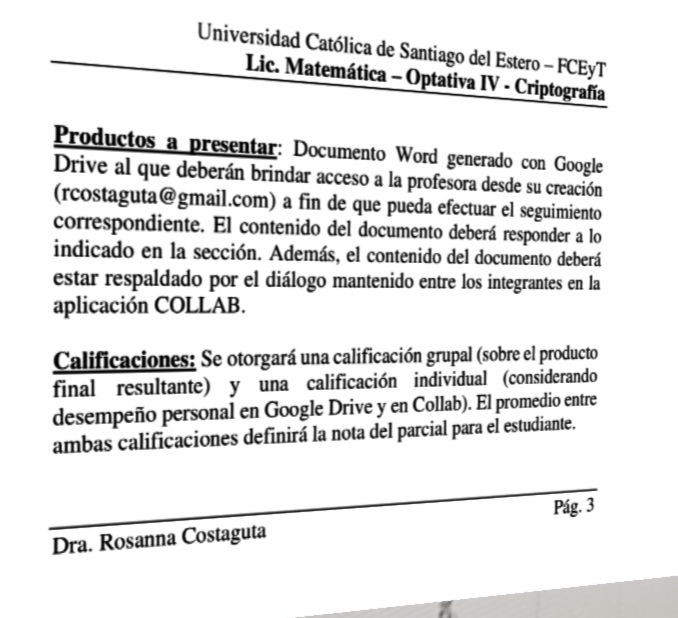 Universidad Católica de Santiago del Estero – FCEyT
Lic. Matemática – Optativa IV - Criptografía
Productos a presentar: Documento Word generado con Google
Drive al que deberán brindar acceso a la profesora desde su creación
(rcostaguta@gmail.com) a fin de que pueda efectuar el seguimiento
correspondiente. El contenido del documento deberá responder a lo
indicado en la sección. Además, el contenido del documento deberá
estar respaldado por el diálogo mantenido entre los integrantes en la
aplicación COLLAB.
Calificaciones: Se otorgará una calificación grupal (sobre el producto
final resultante) y una calificación individual (considerando
desempeño personal en Google Drive y en Collab). El promedio entre
ambas calificaciones definirá la nota del parcial para el estudiante.
Pág. 3
Dra. Rosanna Costaguta